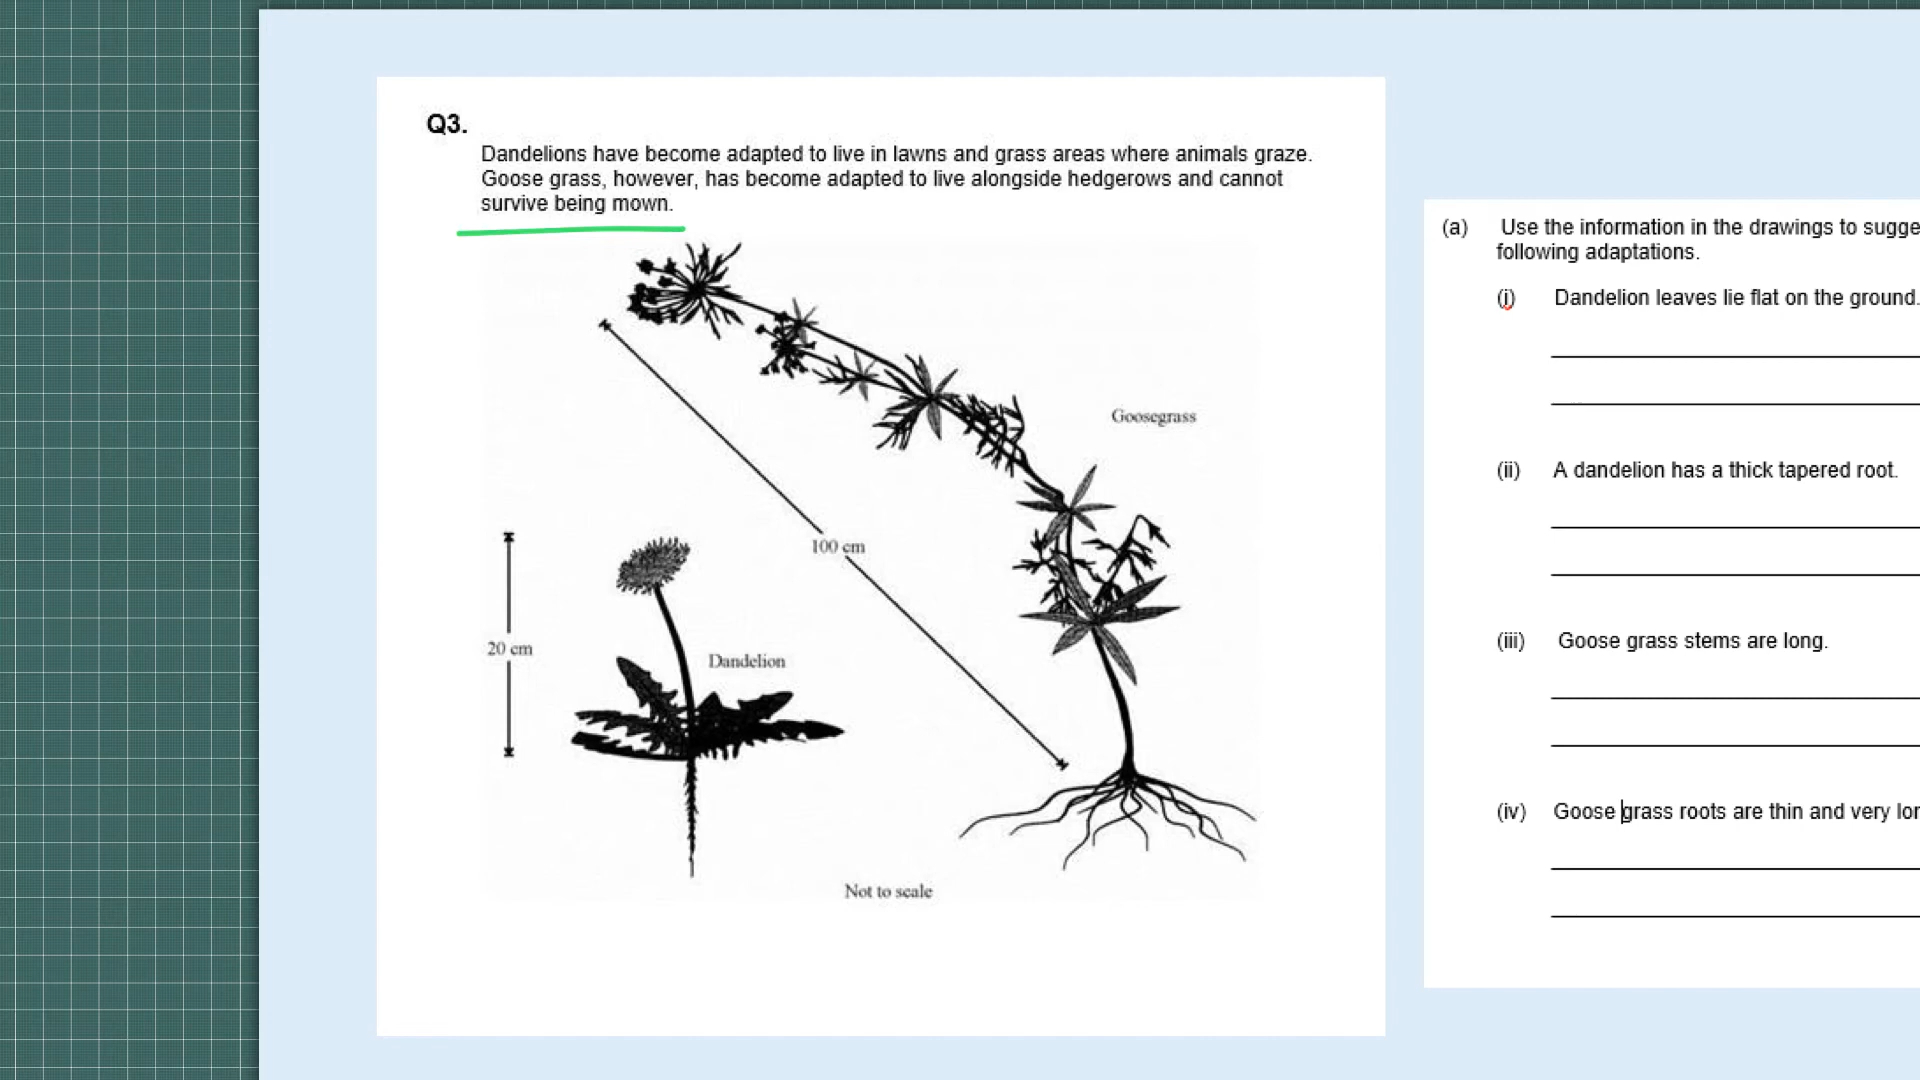 Q3.
Dandelions have become adapted to live in lawns and grass areas where animals graze.
Goose grass, however, has become adapted to live alongside hedgerows and cannot
survive being mown.
Goosegrass
100 cm
20 cm
Dandelion
Not to scale
(a) Use the information in the drawings to sugge
following adaptations.
(i) Dandelion leaves lie flat on the ground.
(ii) A dandelion has a thick tapered root.
(iii) Goose grass stems are long.
(iv) Goose grass roots are thin and very lon